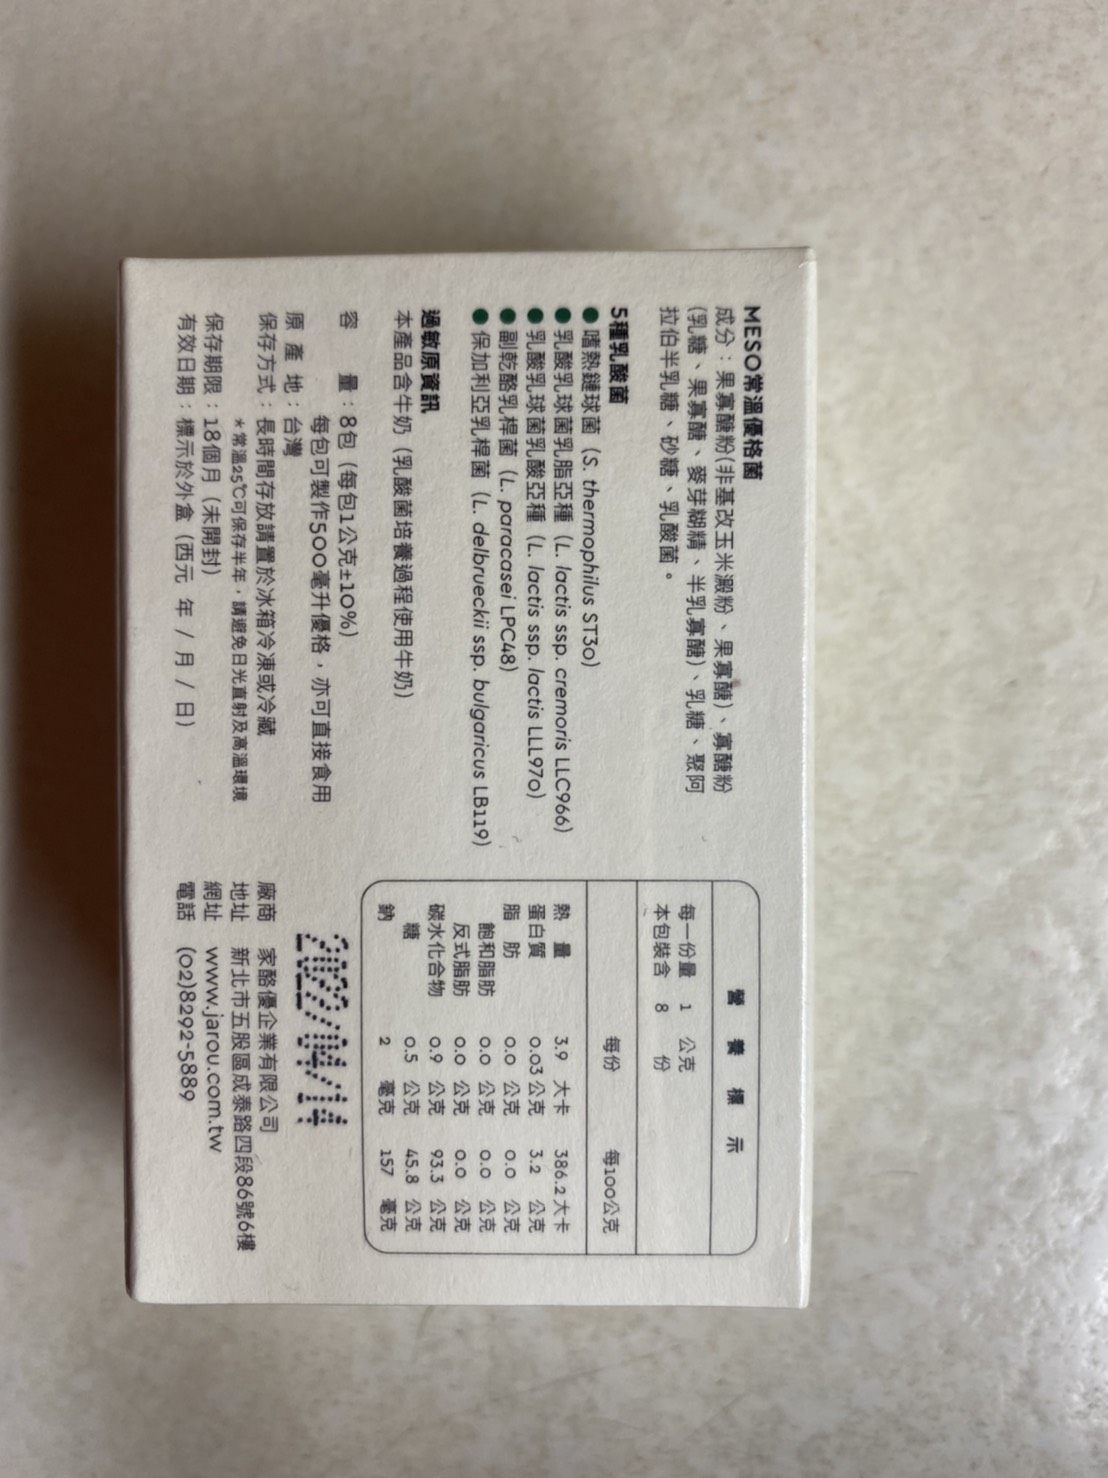 MESO常溫優格菌
成分：果寡醣粉(非基改玉米澱粉、果寡醣)、寡醣粉
(乳糖、果寡醣、麥芽糊精、半乳寡醣)、乳糖、聚阿
拉伯半乳糖、砂糖、乳酸菌。
5種乳酸菌
● 嗜熱鏈球菌 (S. thermophilus ST30)
● 乳酸乳球菌乳脂亞種 (L. lactis ssp. cremoris LLC966)
● 乳酸乳球菌乳酸亞種 (L. lactis ssp. lactis LLL970)
● 副乾酪乳桿菌 (L. paracasei LPC48)
● 保加利亞乳桿菌 (L. delbrueckii ssp. bulgaricus LB119)
過敏原資訊
本產品含牛奶 (乳酸菌培養過程使用牛奶)
容 量：8包 (每包1公克±10%)
每包可製作500毫升優格，亦可直接食用
原 產 地：台灣
保存方式：長時間存放請置於冰箱冷凍或冷藏
＊常溫25℃可保存半年，請避免日光直射及高溫環境
保存期限：18個月 (未開封)
有效日期：標示於外盒 (西元 年 / 月 / 日)
營 養 標 示
每一份量 1 公克
本包裝含 8 份
每份 每100公克
熱 量 3.9 大卡 386.2大卡
蛋白質 0.03公克 3.2 公克
脂 肪 0.0 公克 0.0 公克
飽和脂肪 0.0 公克 0.0 公克
反式脂肪 0.0 公克 0.0 公克
碳水化合物 0.9 公克 93.3 公克
糖 0.5 公克 45.8 公克
鈉 2 毫克 157 毫克
廠商 家酪優企業有限公司
地址 新北市五股區成泰路四段86號6樓
網址 www.jarou.com.tw
電話 (02)8292-5889